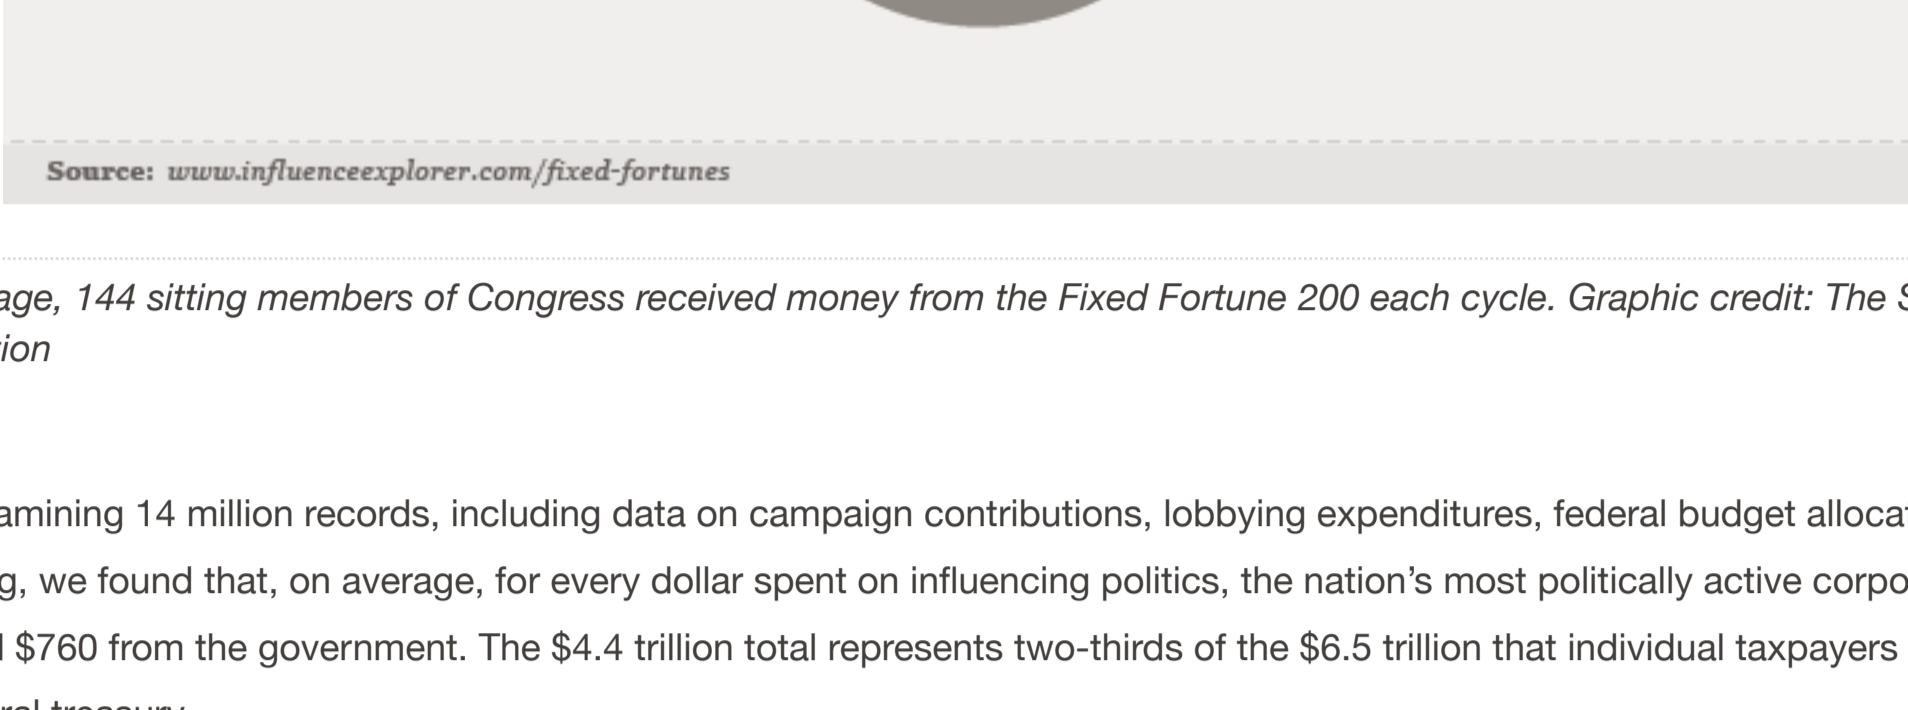 Source: www.influenceexplorer.com/fixed-fortunes
age, 144 sitting members of Congress received money from the Fixed Fortune 200 each cycle. Graphic credit: The S
ion
amining 14 million records, including data on campaign contributions, lobbying expenditures, federal budget alloca
g, we found that, on average, for every dollar spent on influencing politics, the nation’s most politically active corpo
$760 from the government. The $4.4 trillion total represents two-thirds of the $6.5 trillion that individual taxpayers
ral treasury.